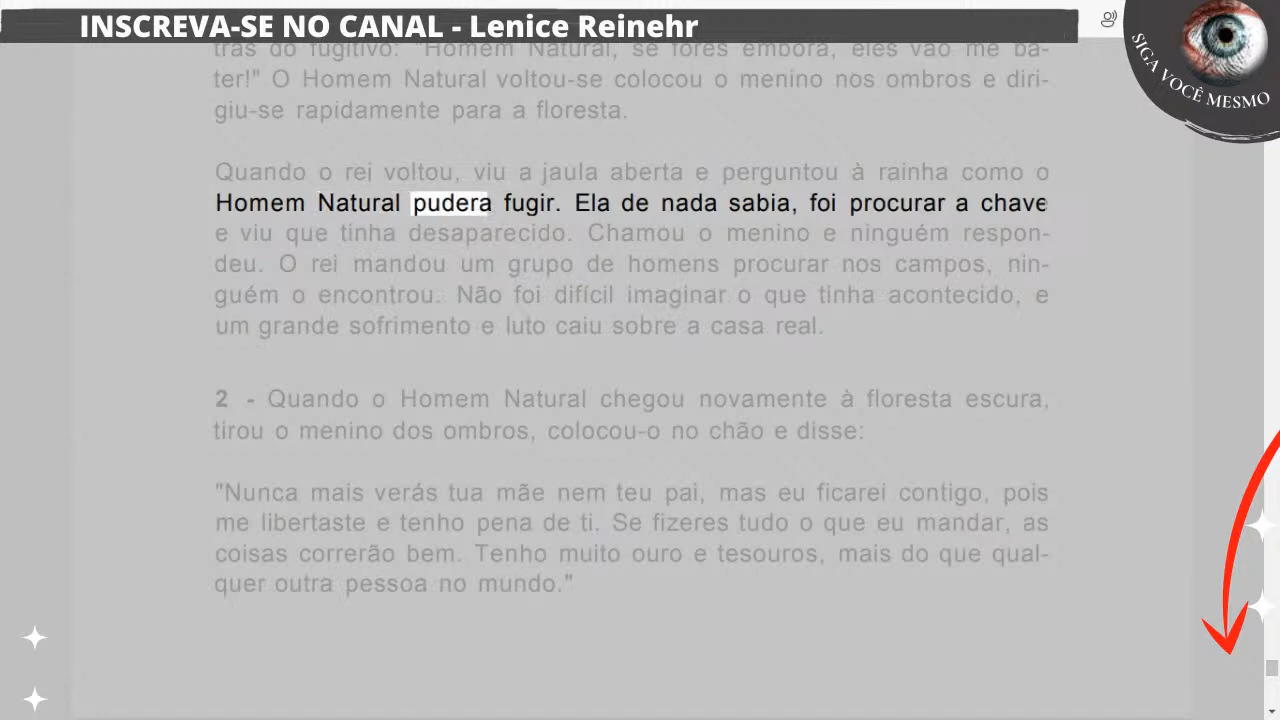 INSCREVA-SE NO CANAL - Lenice Reinehr
SIGA VOCÊ MESMO
trás do fugitivo: "Homem Natural, se fores embora, eles vão me ba-
ter!" O Homem Natural voltou-se colocou o menino nos ombros e diri-
giu-se rapidamente para a floresta.
Quando o rei voltou, viu a jaula aberta e perguntou à rainha como o
Homem Natural pudera fugir. Ela de nada sabia, foi procurar a chave
e viu que tinha desaparecido. Chamou o menino e ninguém respon-
deu. O rei mandou um grupo de homens procurar nos campos, nin-
guém o encontrou. Não foi difícil imaginar o que tinha acontecido, e
um grande sofrimento e luto caiu sobre a casa real.
2 - Quando o Homem Natural chegou novamente à floresta escura,
tirou o menino dos ombros, colocou-o no chão e disse:
"Nunca mais verás tua mãe nem teu pai, mas eu ficarei contigo, pois
me libertaste e tenho pena de ti. Se fizeres tudo o que eu mandar, as
coisas correrão bem. Tenho muito ouro e tesouros, mais do que qual-
quer outra pessoa no mundo."